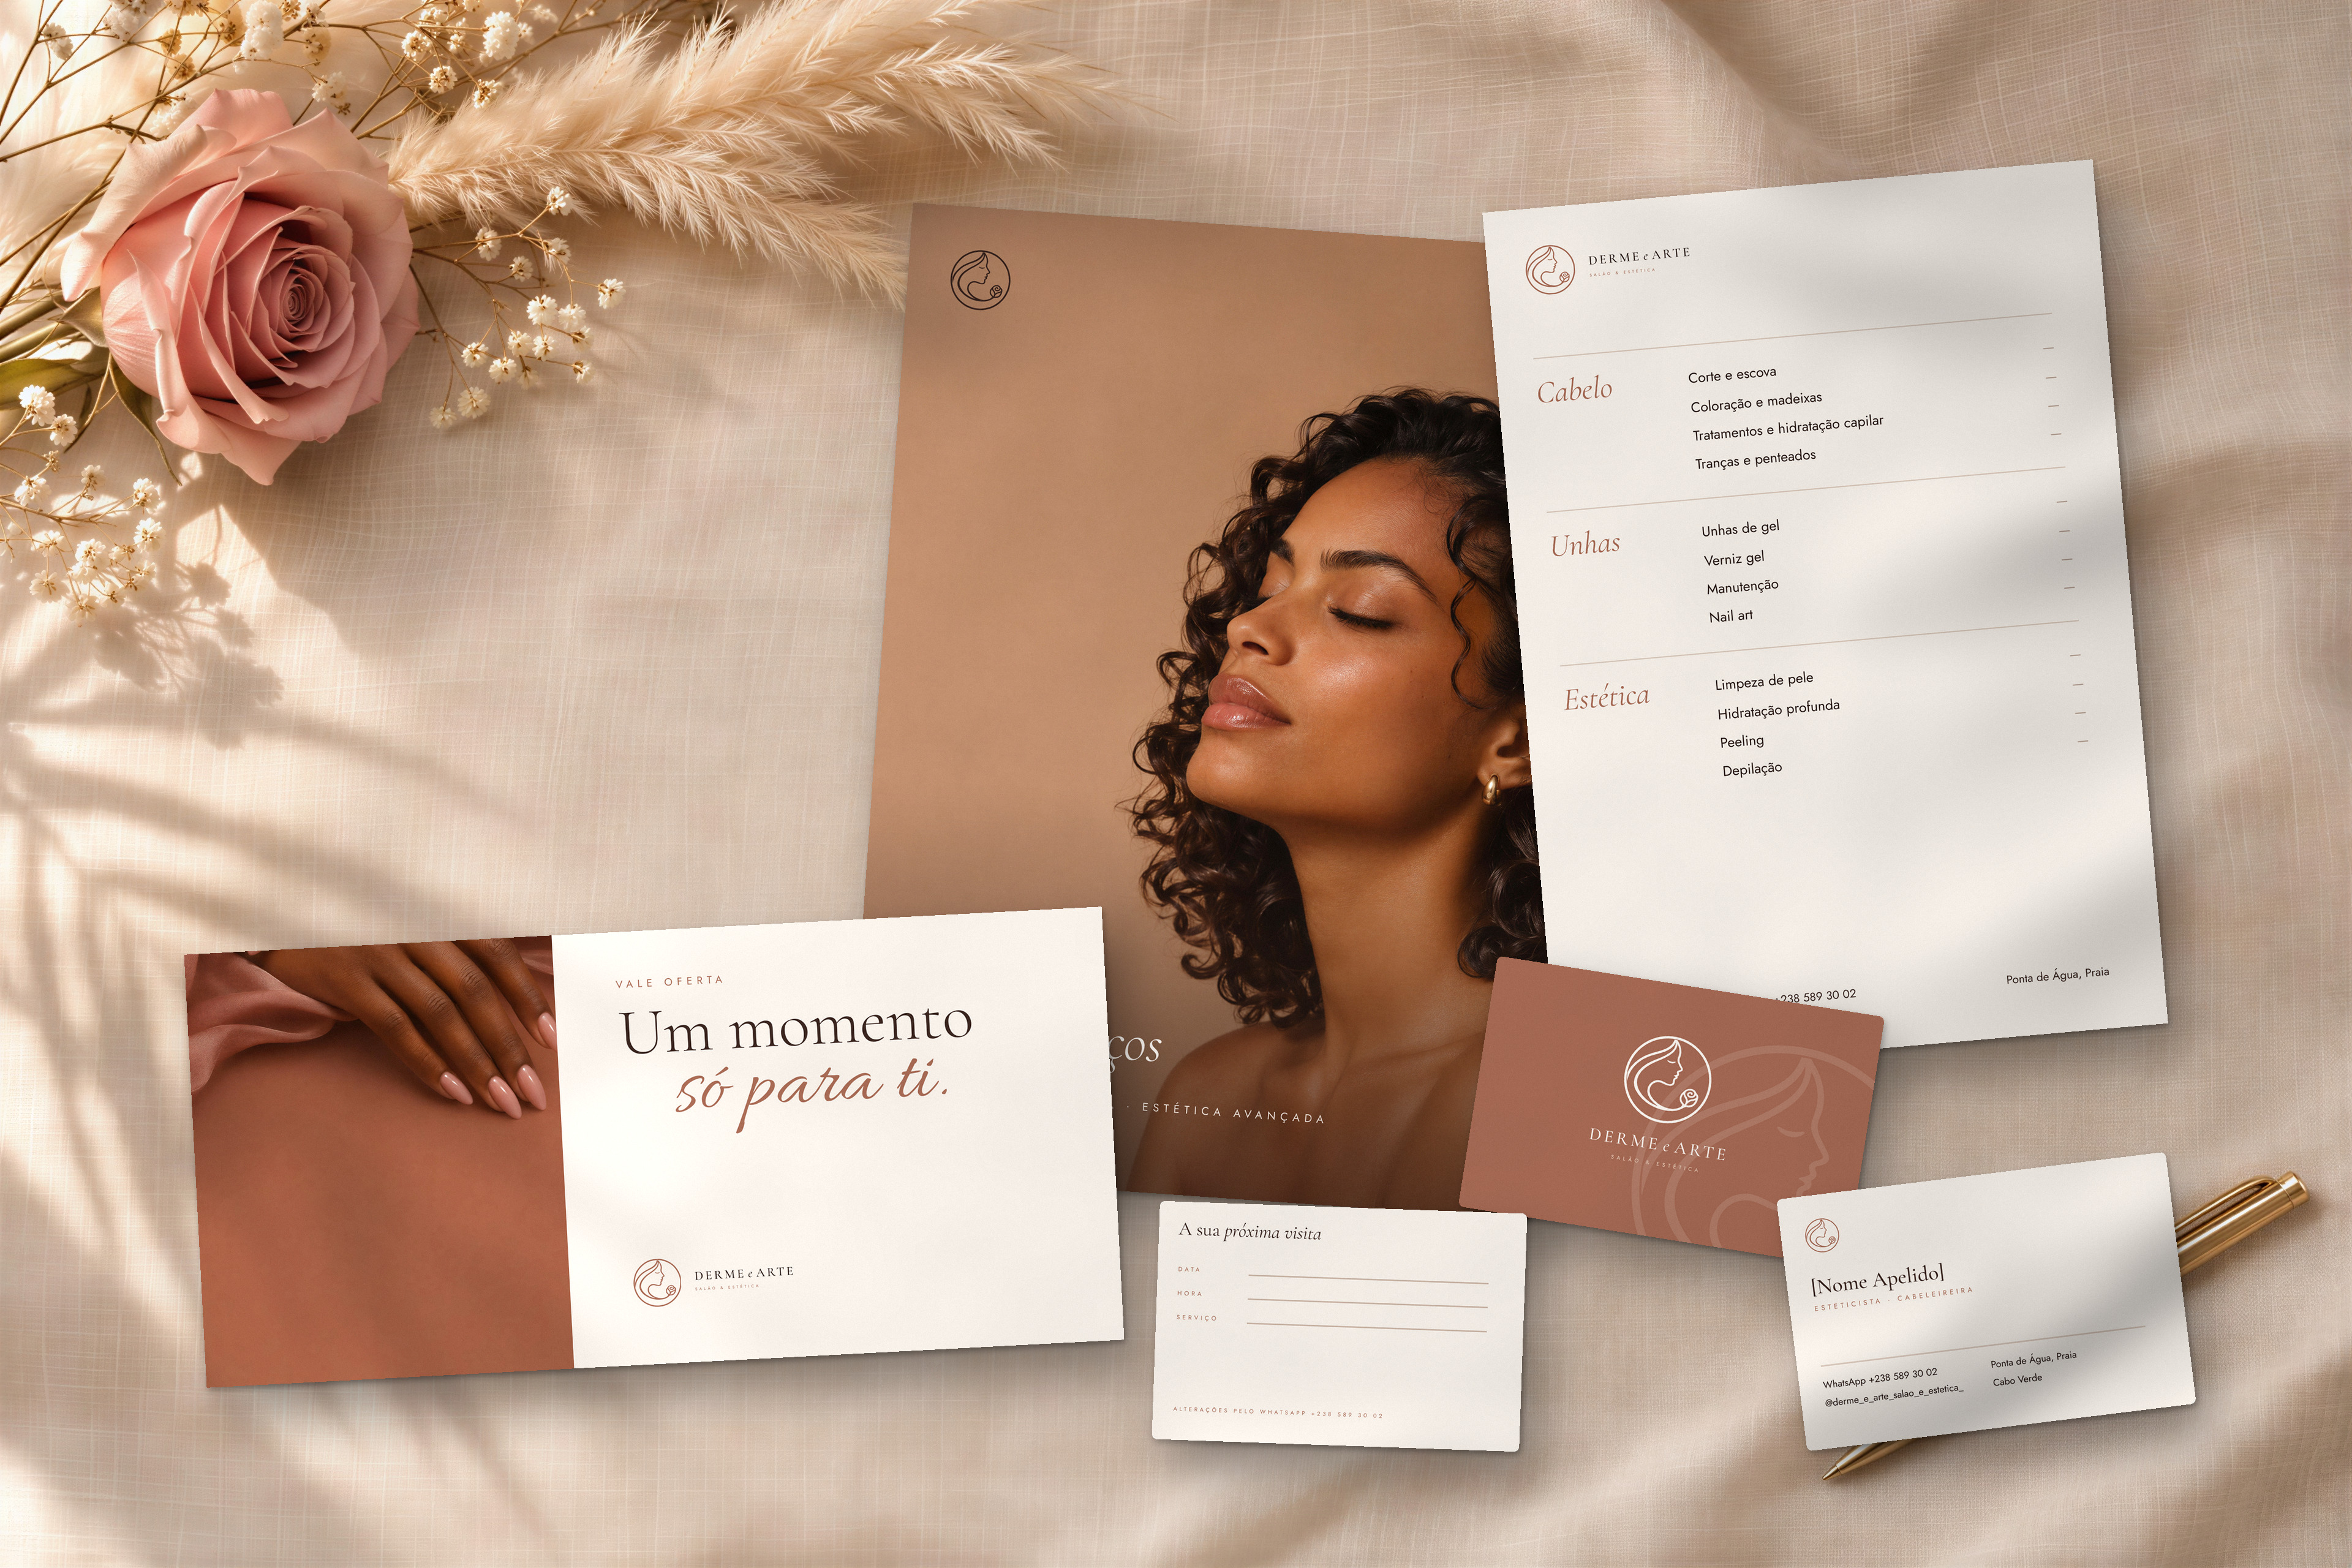 DERME e ARTE
SALÃO & ESTÉTICA
Cabelo
Corte e escova
Coloração e madeixas
Tratamentos e hidratação capilar
Tranças e penteados
Unhas
Unhas de gel
Verniz gel
Manutenção
Nail art
Estética
Limpeza de pele
Hidratação profunda
Peeling
Depilação
238 589 30 02
Ponta de Água, Praia
VALE OFERTA
Um momento
só para ti.
DERME e ARTE
SALÃO & ESTÉTICA
ços
· ESTÉTICA AVANÇADA
DERME e ARTE
SALÃO & ESTÉTICA
A sua próxima visita
DATA
HORA
SERVIÇO
ALTERAÇÕES PELO WHATSAPP +238 589 30 02
[Nome Apelido]
ESTETICISTA · CABELEIREIRA
WhatsApp +238 589 30 02
@derme_e_arte_salao_e_estetica_
Ponta de Água, Praia
Cabo Verde